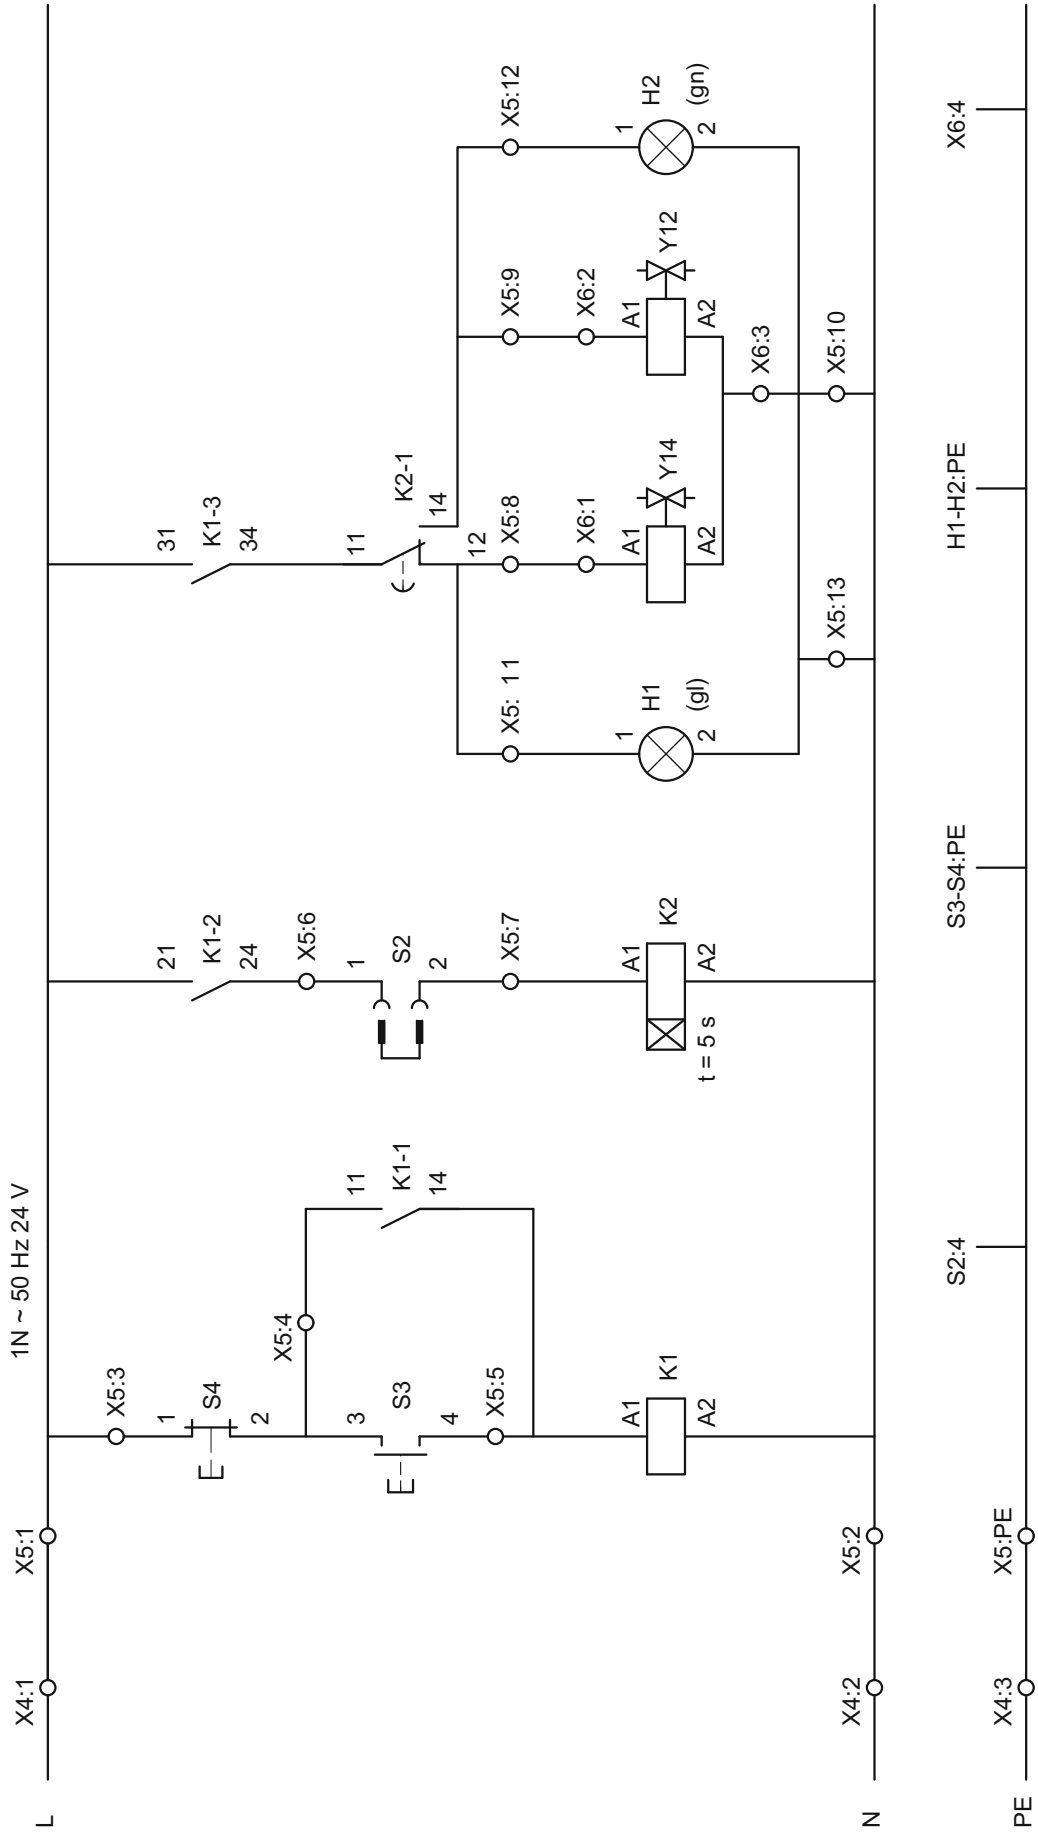 1N ~ 50 Hz 24 V
L
X4:1
X5:1
X5:3
1
S4
2
X5:4
3
S3
4
X5:5
11
K1-1
14
A1
K1
A2
21
K1-2
24
X5:6
1
S2
2
X5:7
A1
K2
A2
t = 5 s
31
K1-3
34
11
K2-1
12
14
X5: 11
X5:8
X5:9
X5:12
X6:1
X6:2
1
H1
(gl)
2
A1
Y14
A2
A1
Y12
A2
1
H2
(gn)
2
X6:3
X5:13
X5:10
N
X4:2
X5:2
PE
X4:3
X5:PE
S2:4
S3-S4:PE
H1-H2:PE
X6:4